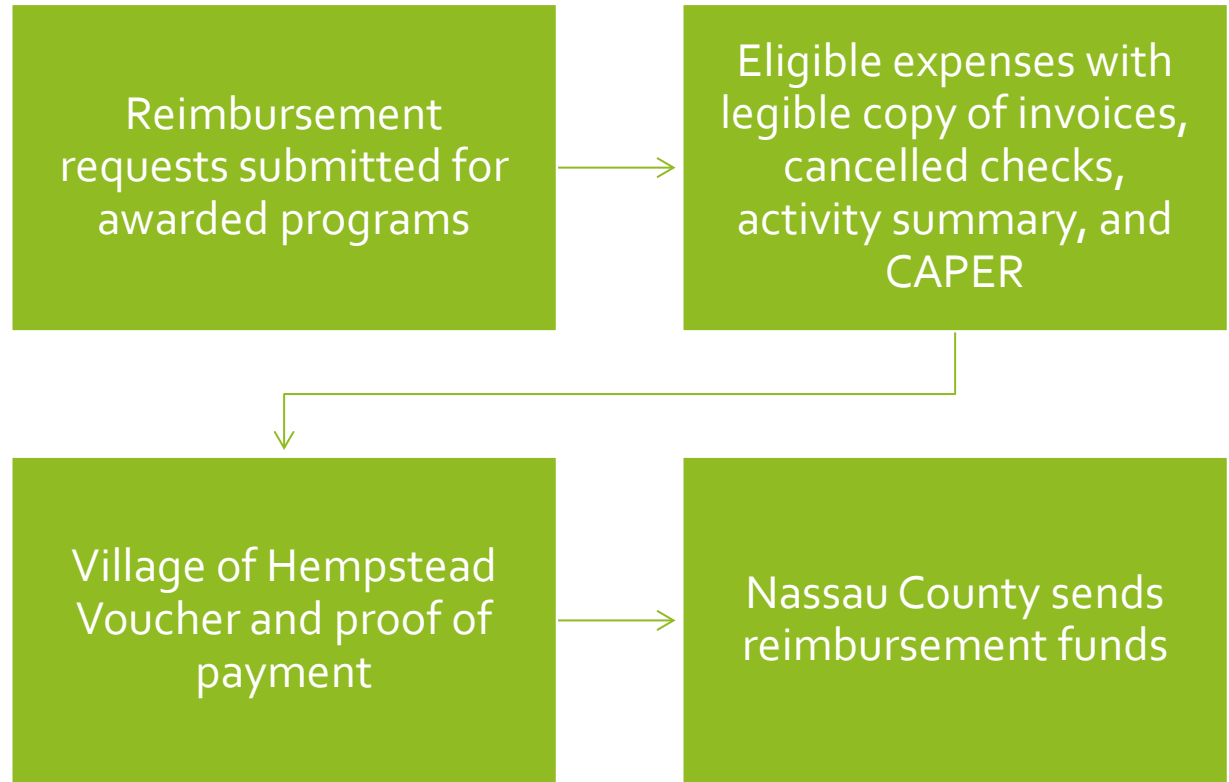 Reimbursement
requests submitted for
awarded programs
Eligible expenses with
legible copy of invoices,
cancelled checks,
activity summary, and
CAPER
Village of Hempstead
Voucher and proof of
payment
Nassau County sends
reimbursement funds